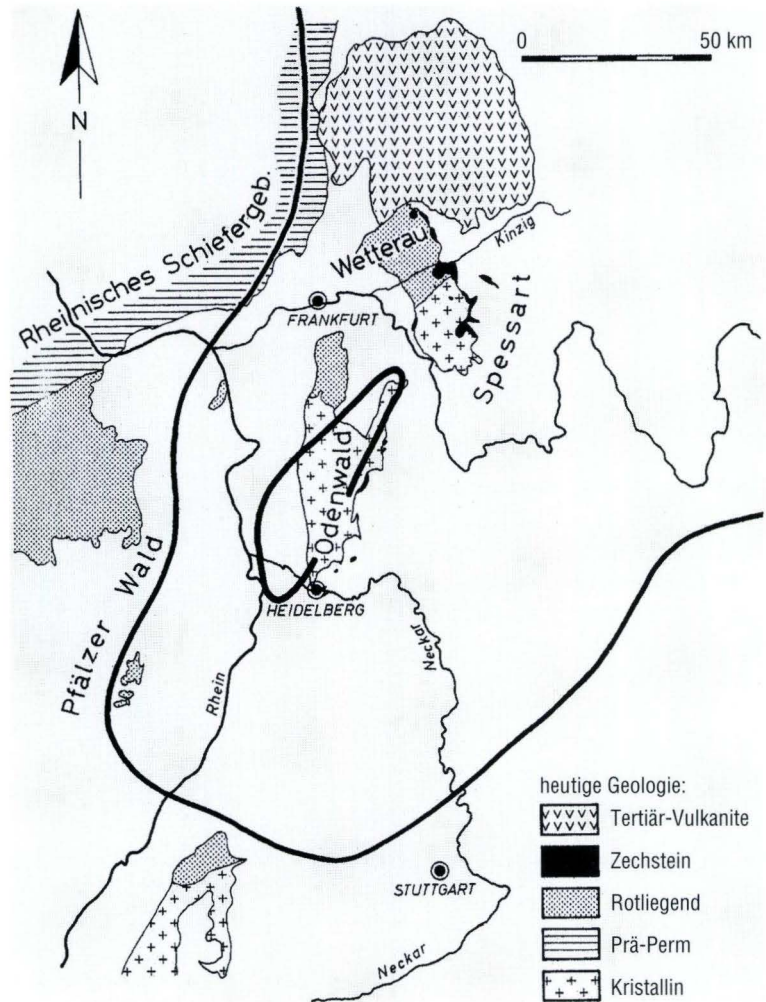 0 50 km
N
Rheinisches Schiefergeb.
Wetterau
Kinzig
FRANKFURT
Spessart
Odenwald
Pfälzer Wald
HEIDELBERG
Rhein
Neckar
STUTTGART
Neckar
heutige Geologie:
Tertiär-Vulkanite
Zechstein
Rotliegend
Prä-Perm
Kristallin